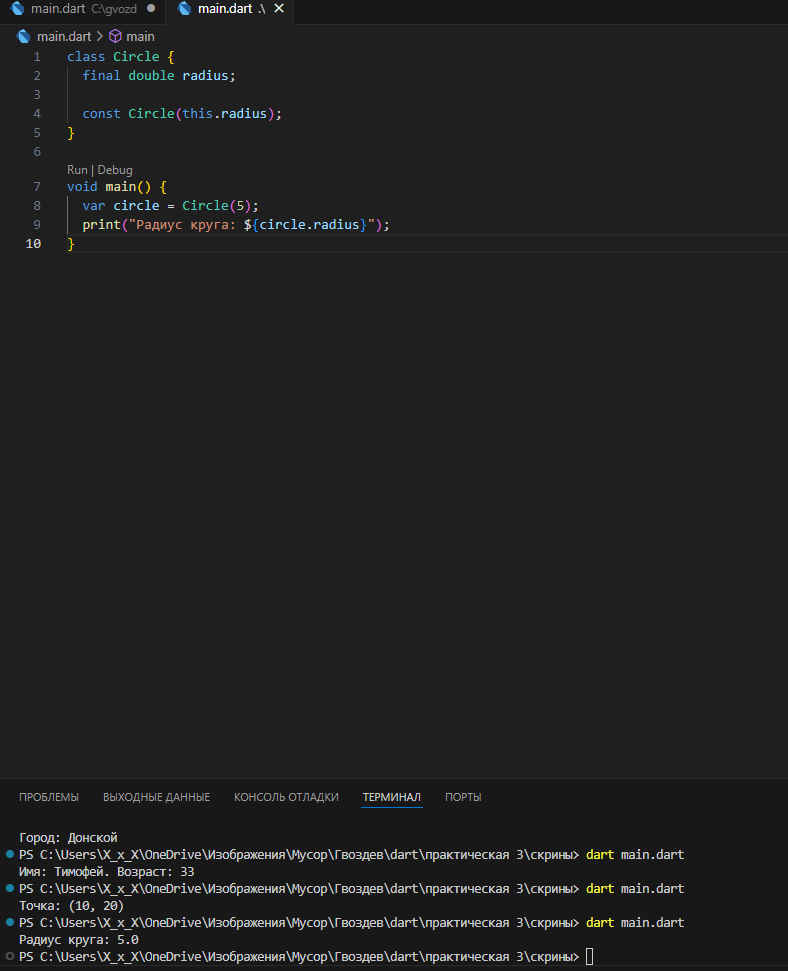 main.dart C:\gvozd ● main.dart .\ ✕
main.dart > main
1 class Circle {
2   final double radius;
3
4   const Circle(this.radius);
5 }
6
Run | Debug
7 void main() {
8   var circle = Circle(5);
9   print("Радиус круга: ${circle.radius}");
10 }
ПРОБЛЕМЫ ВЫХОДНЫЕ ДАННЫЕ КОНСОЛЬ ОТЛАДКИ ТЕРМИНАЛ ПОРТЫ
Город: Донской
PS C:\Users\X_x_X\OneDrive\Изображения\Мусор\Гвоздев\dart\практическая 3\скрины> dart main.dart
Имя: Тимофей. Возраст: 33
PS C:\Users\X_x_X\OneDrive\Изображения\Мусор\Гвоздев\dart\практическая 3\скрины> dart main.dart
Точка: (10, 20)
PS C:\Users\X_x_X\OneDrive\Изображения\Мусор\Гвоздев\dart\практическая 3\скрины> dart main.dart
Радиус круга: 5.0
PS C:\Users\X_x_X\OneDrive\Изображения\Мусор\Гвоздев\dart\практическая 3\скрины>